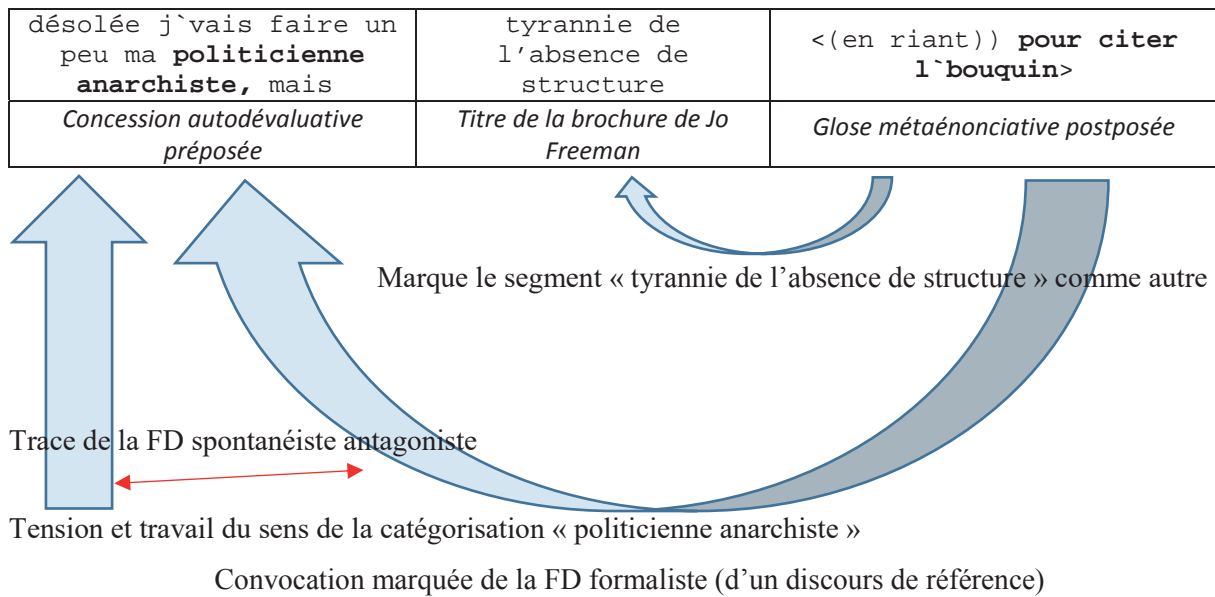 désolée j`vais faire un
peu ma politicienne
anarchiste, mais
tyrannie de
l’absence de
structure
<(en riant)) pour citer
l`bouquin>
Concession autodévaluative
préposée
Titre de la brochure de Jo
Freeman
Glose métaénonciative postposée
Marque le segment « tyrannie de l’absence de structure » comme autre
Trace de la FD spontanéiste antagoniste
Tension et travail du sens de la catégorisation « politicienne anarchiste »
Convocation marquée de la FD formaliste (d’un discours de référence)